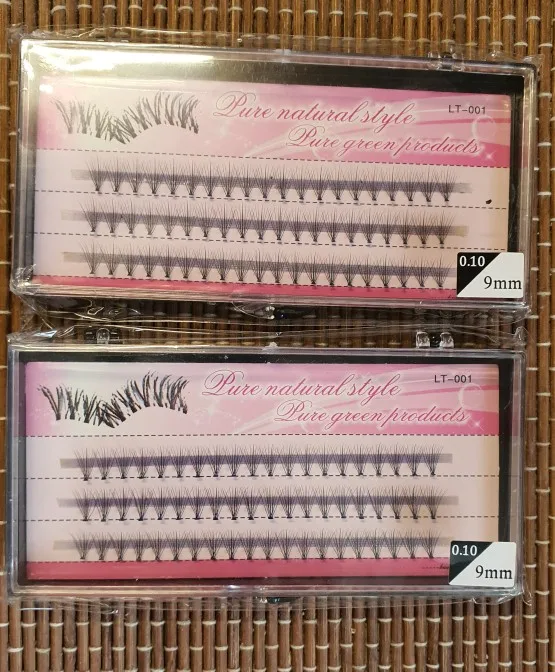 Pure natural style
LT-001
Pure green products
0.10
9mm
Pure natural style
LT-001
Pure green products
0.10
9mm